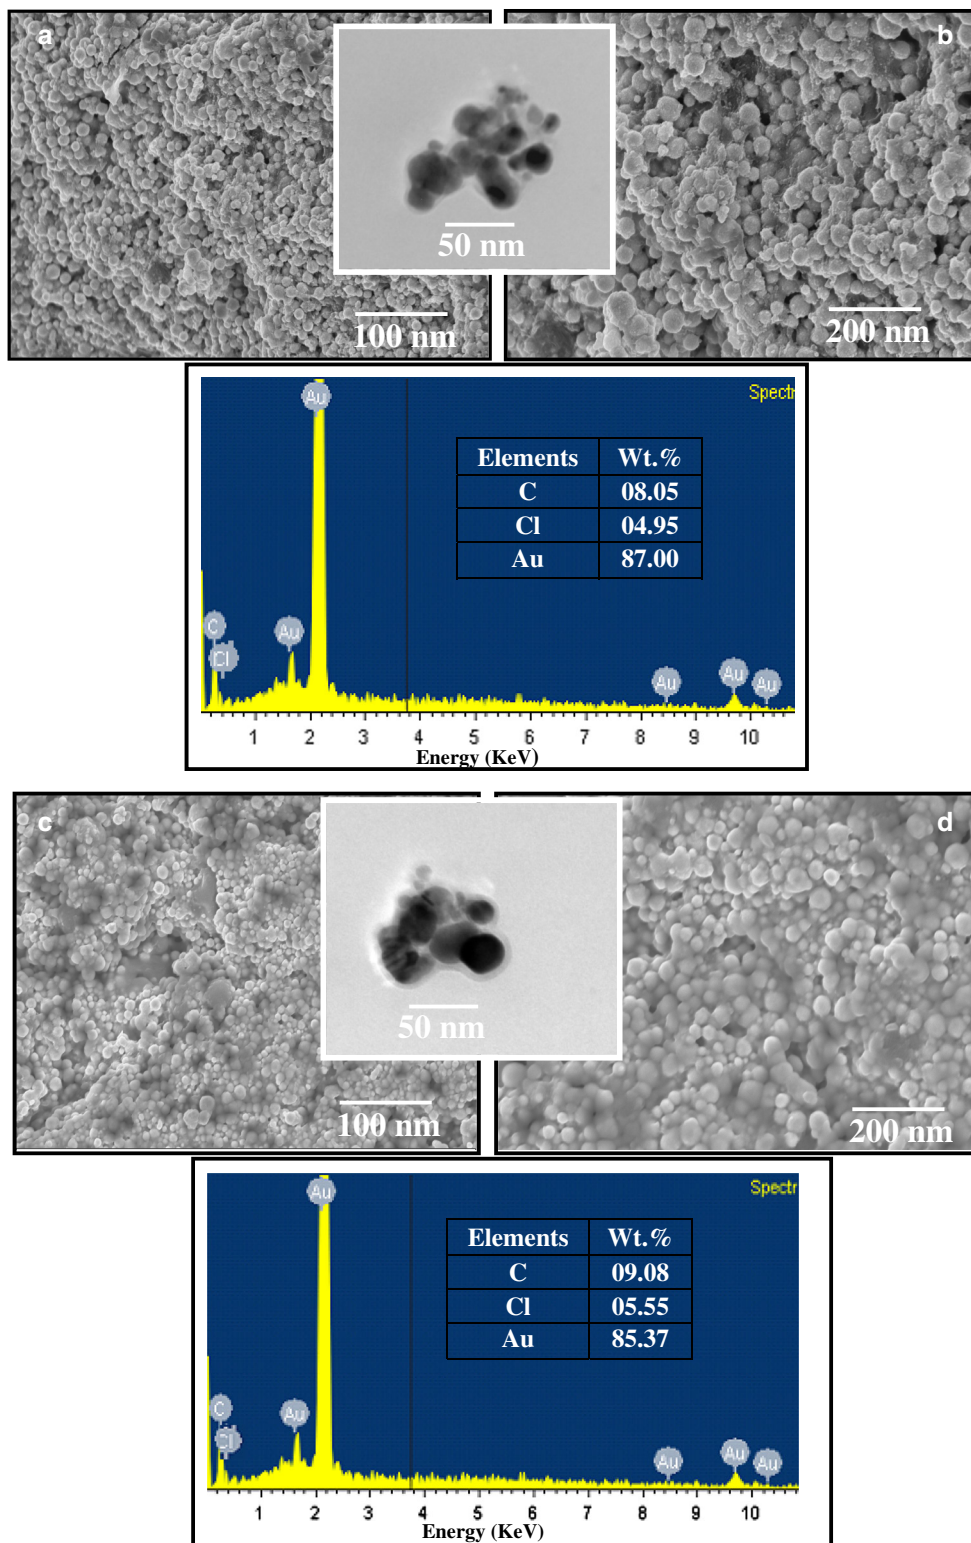 a
b
50 nm
100 nm
200 nm
Spectr
Au
Elements Wt.%
C 08.05
Cl 04.95
Au 87.00
C
Au
Cl
Au
Au
Au
1 2 3 4 5 6 7 8 9 10
Energy (KeV)
c
d
50 nm
100 nm
200 nm
Spectr
Au
Elements Wt.%
C 09.08
Cl 05.55
Au 85.37
C
Au
Cl
Au
Au
Au
1 2 3 4 5 6 7 8 9 10
Energy (KeV)